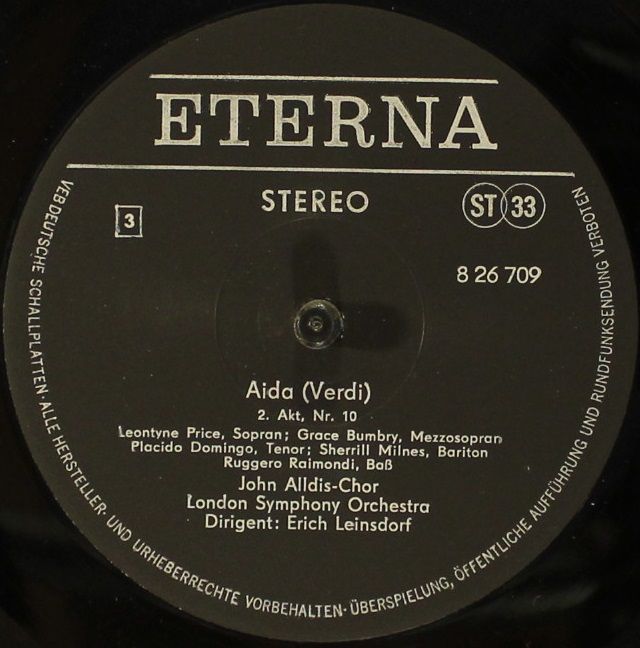 ETERNA
STEREO
ST 33
3
8 26 709
Aida (Verdi)
2. Akt, Nr. 10
Leontyne Price, Sopran; Grace Bumbry, Mezzosopran
Placido Domingo, Tenor; Sherrill Milnes, Bariton
Ruggero Raimondi, Baß
John Alldis-Chor
London Symphony Orchestra
Dirigent: Erich Leinsdorf
VEB DEUTSCHE SCHALLPLATTEN · ALLE HERSTELLER- UND URHEBERRECHTE VORBEHALTEN · ÜBERSPIELUNG, ÖFFENTLICHE AUFFÜHRUNG UND RUNDFUNKSENDUNG VERBOTEN